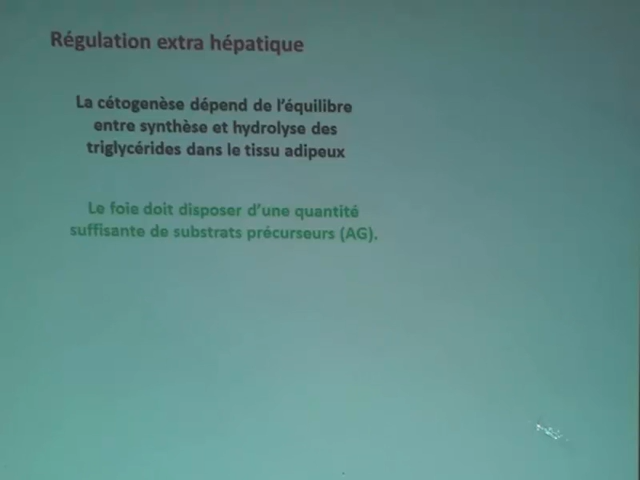 Régulation extra hépatique
La cétogenèse dépend de l'équilibre
entre synthèse et hydrolyse des
triglycérides dans le tissu adipeux
Le foie doit disposer d'une quantité
suffisante de substrats précurseurs (AG).